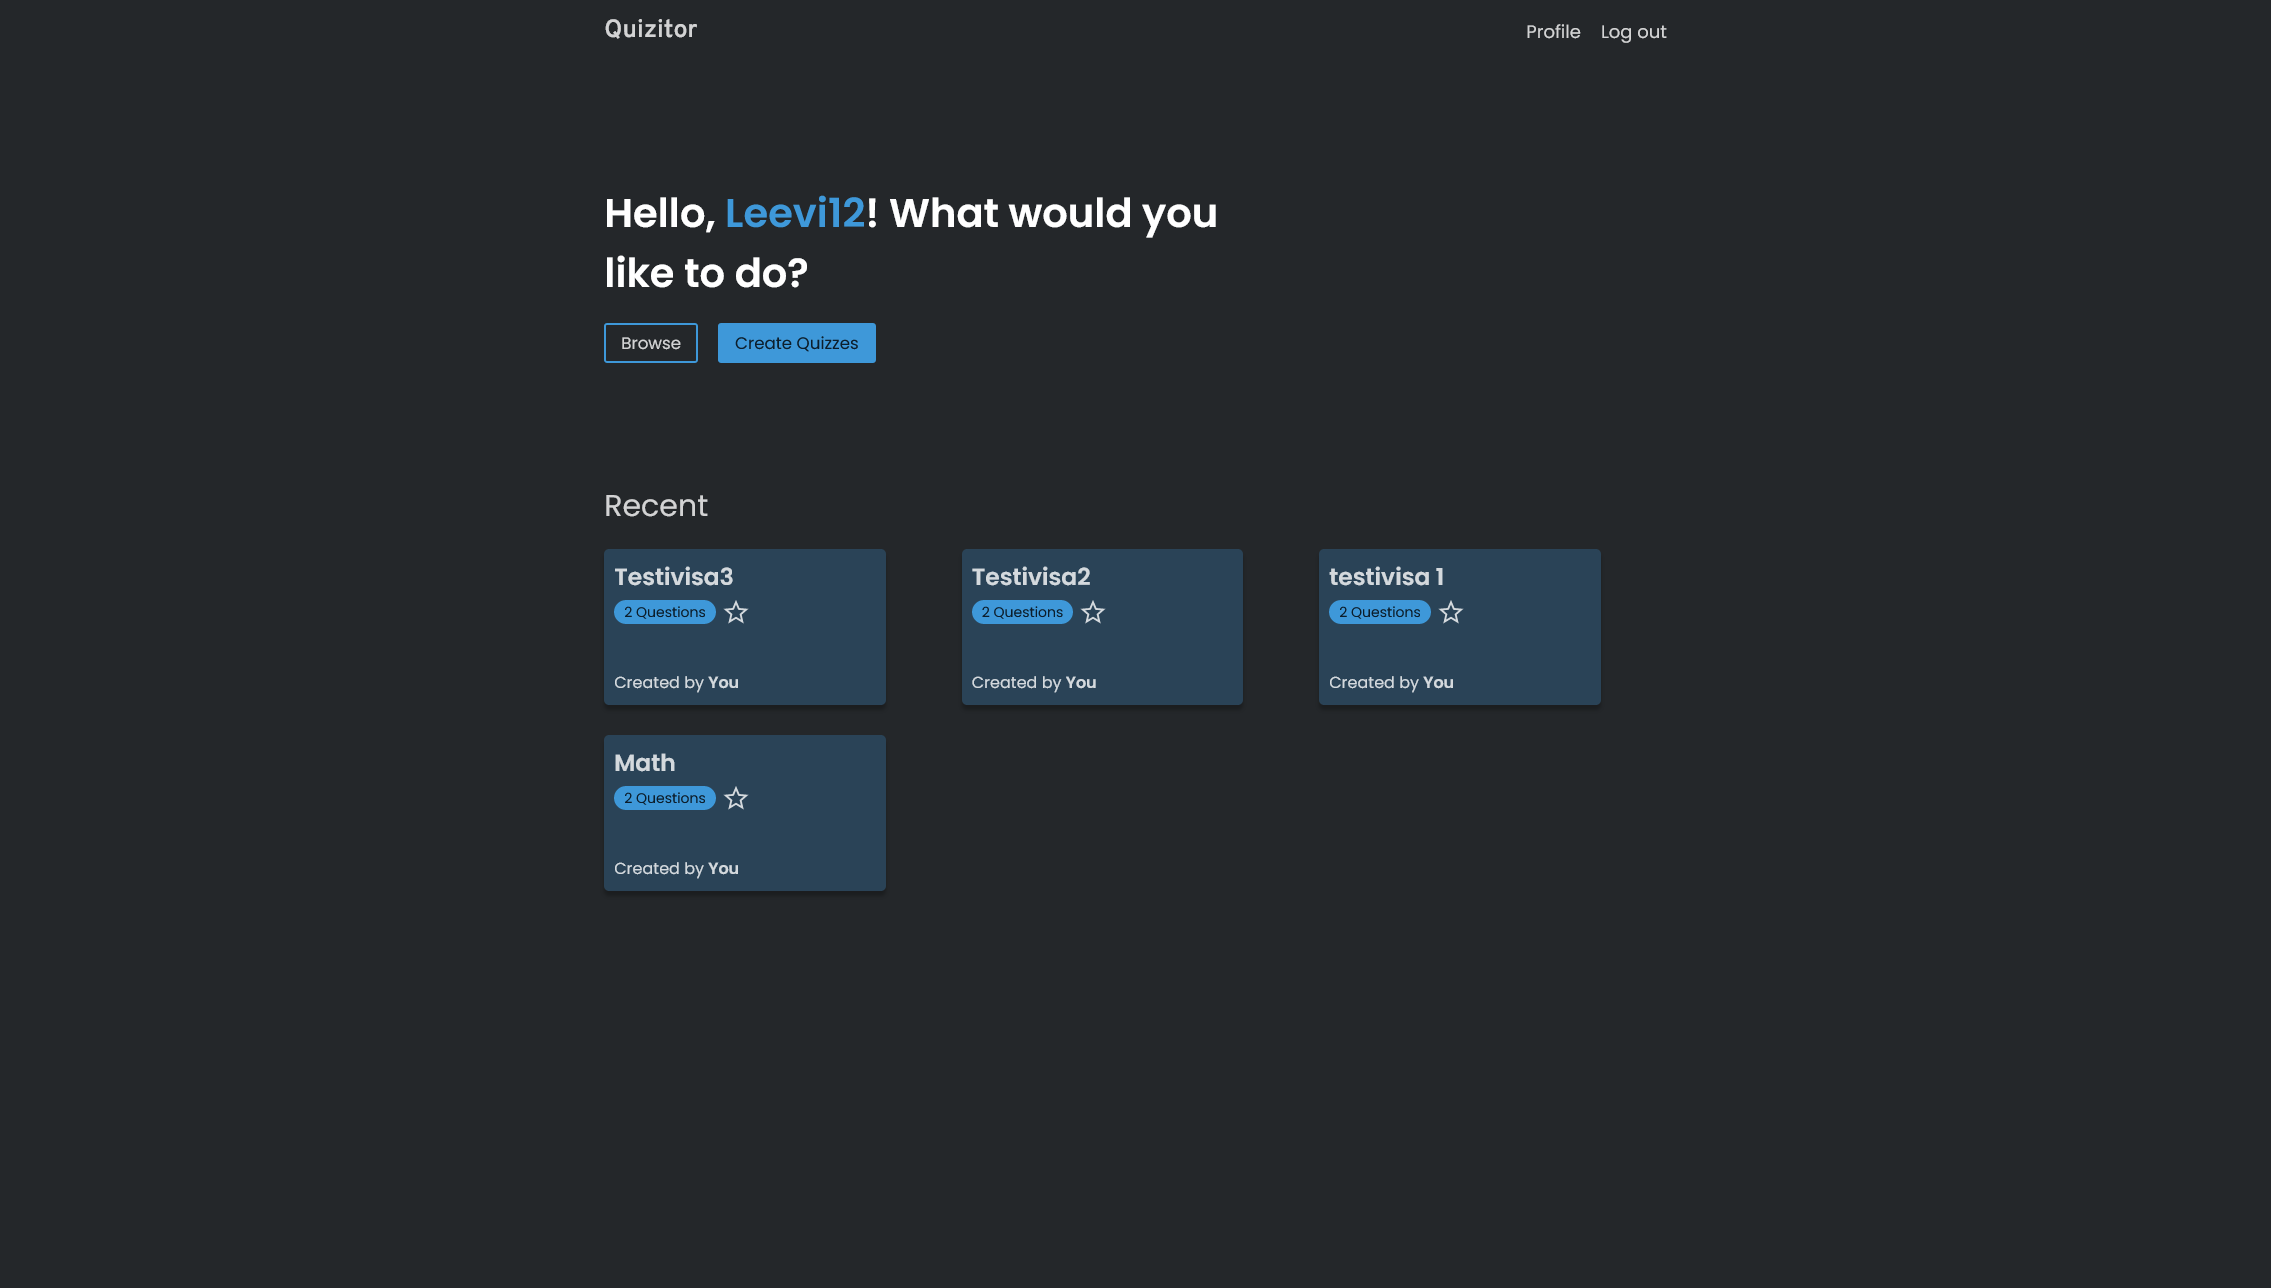 Quizitor
Profile
Log out
Hello, Leevi12! What would you
like to do?
Browse
Create Quizzes
Recent
Testivisa3
2 Questions
Created by You
Testivisa2
2 Questions
Created by You
testivisa 1
2 Questions
Created by You
Math
2 Questions
Created by You